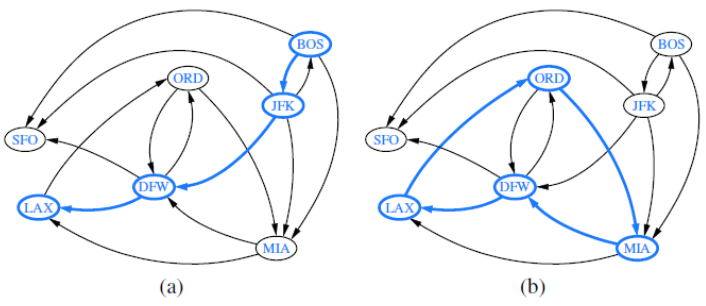 BOS
ORD
JFK
SFO
DFW
LAX
MIA
(a)
BOS
ORD
JFK
SFO
DFW
LAX
MIA
(b)